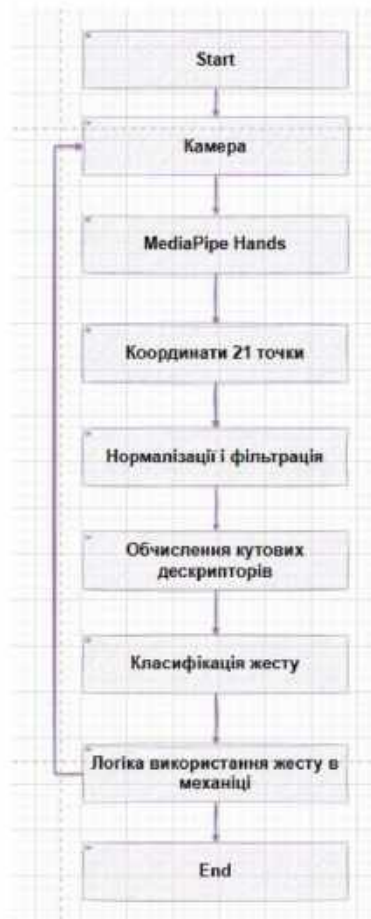 Start
Камера
MediaPipe Hands
Координати 21 точки
Нормалізації і фільтрація
Обчислення кутових
дескрипторів
Класифікація жесту
Логіка використання жесту в
механіці
End